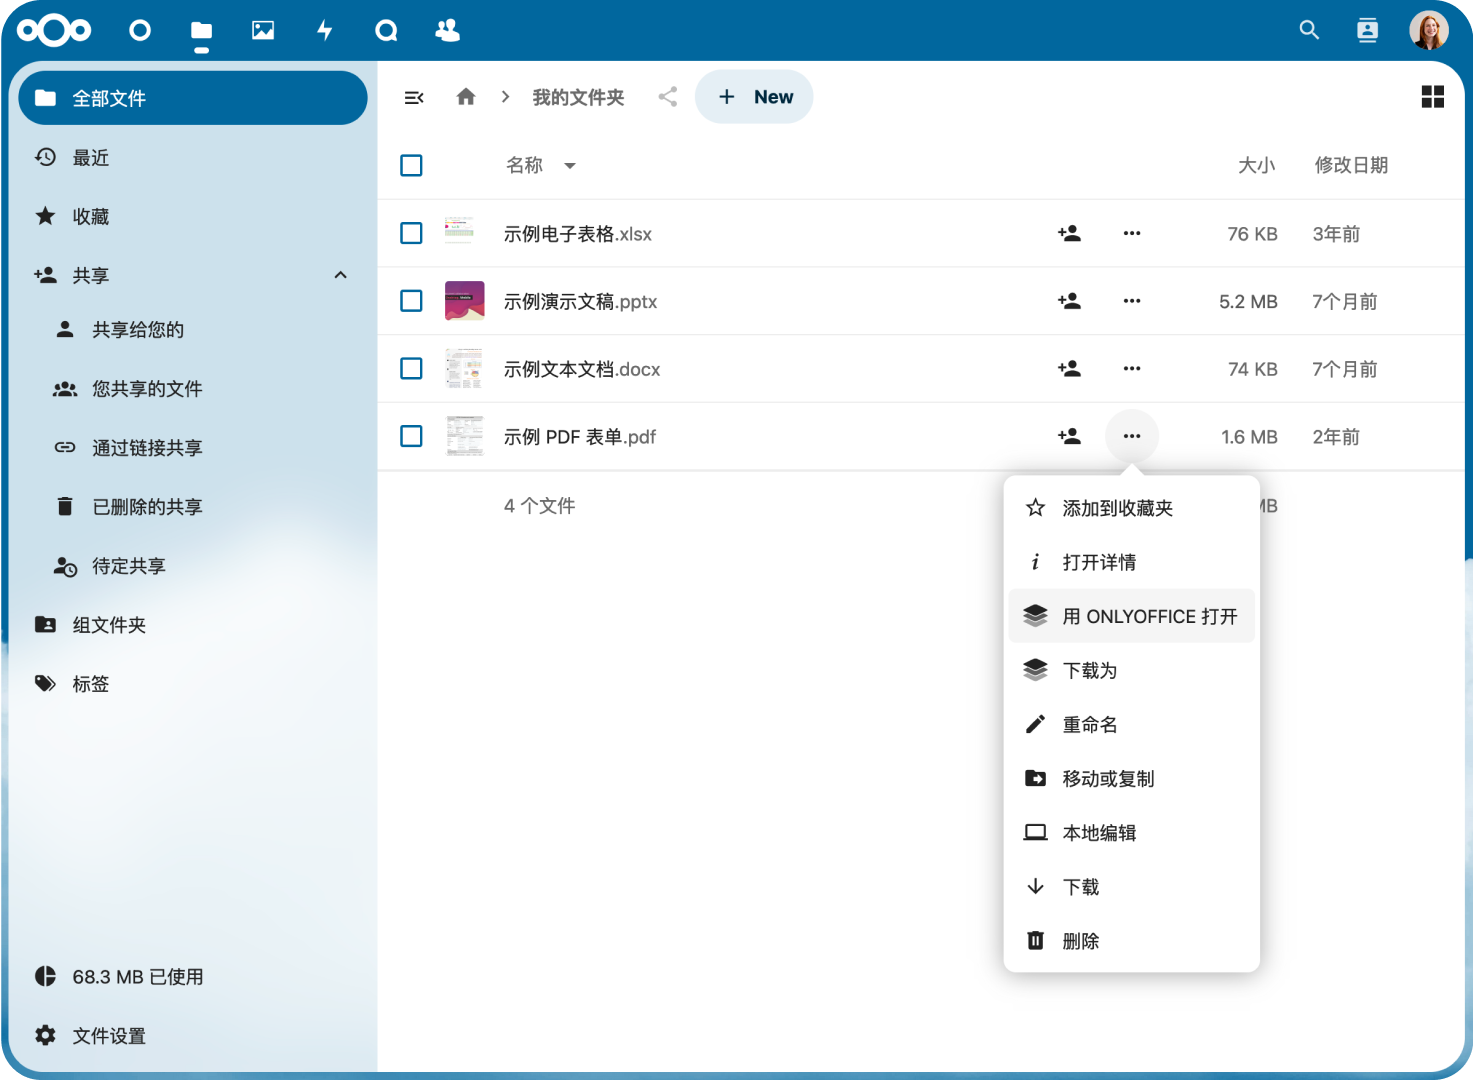 我的文件夹
New
全部文件
最近
收藏
共享
共享给您的
您共享的文件
通过链接共享
已删除的共享
待定共享
组文件夹
标签
68.3 MB 已使用
文件设置
名称 大小 修改日期
示例电子表格.xlsx 76 KB 3年前
示例演示文稿.pptx 5.2 MB 7个月前
示例文本文档.docx 74 KB 7个月前
示例 PDF 表单.pdf 1.6 MB 2年前
4 个文件 MB
添加到收藏夹
打开详情
用 ONLYOFFICE 打开
下载为
重命名
移动或复制
本地编辑
下载
删除